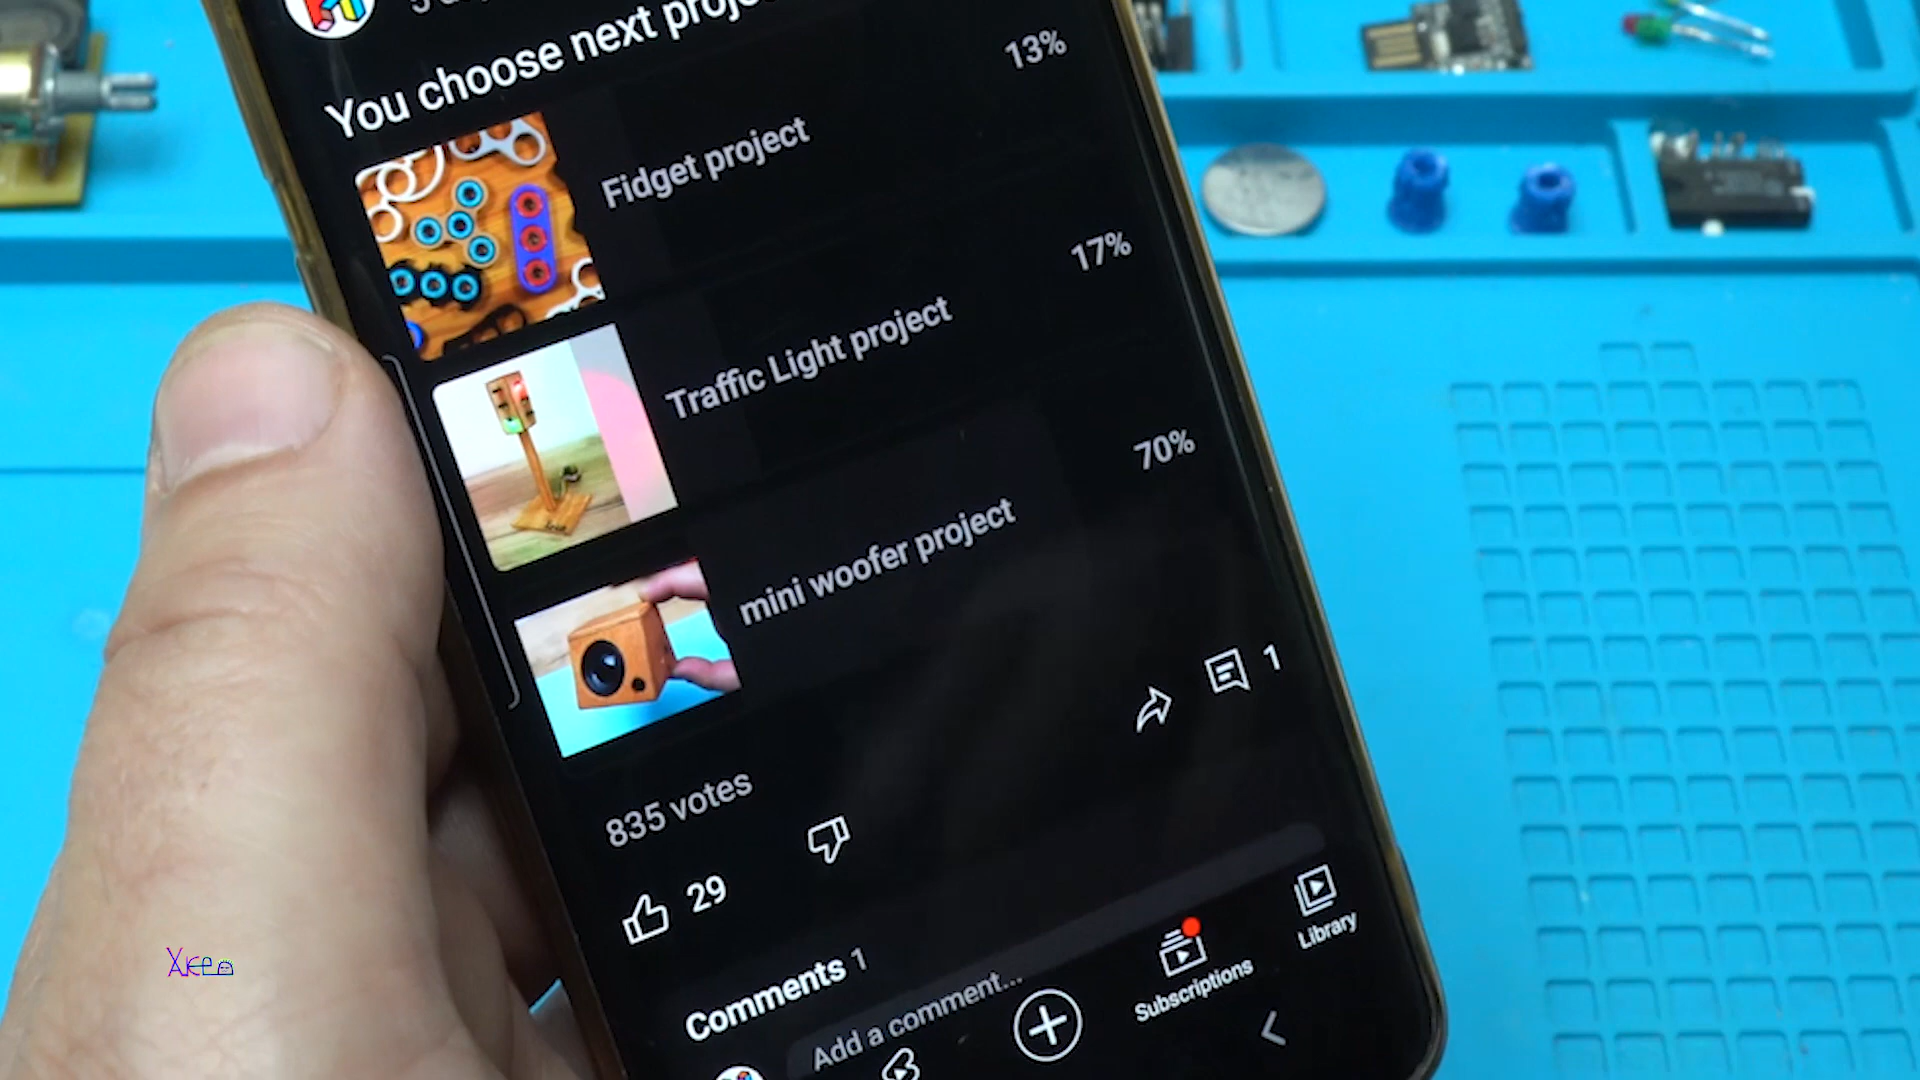 You choose next
13%
Fidget project
17%
Traffic Light project
70%
mini woofer project
1
835 votes
29
Comments 1
Add a comment...
Subscriptions
Library